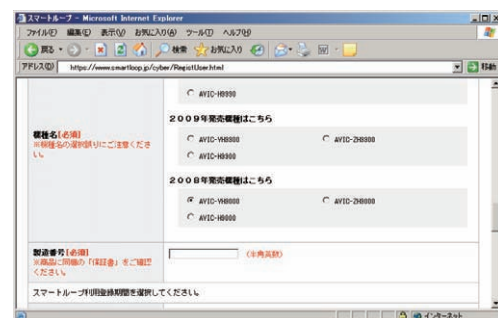 スマートループ - Microsoft Internet Explorer
ファイル(F) 編集(E) 表示(V) お気に入り(A) ツール(T) ヘルプ(H)
戻る 検索 お気に入り
アドレス(D) https://www.smartloop.jp/cyber/RegistUser.html 移動
AVIC-H9990
2009年発売機種はこちら
機種名[必須]
※機種名の選択誤りにご注意くださ
い。
AVIC-VH9900 AVIC-ZH9900
AVIC-H9900
2008年発売機種はこちら
AVIC-VH9000 AVIC-ZH9000
AVIC-H9000
製造番号[必須]
※商品に同梱の「保証書」をご確認
ください。
(半角英数)
スマートループ利用登録期間を選択してください。
インターネット